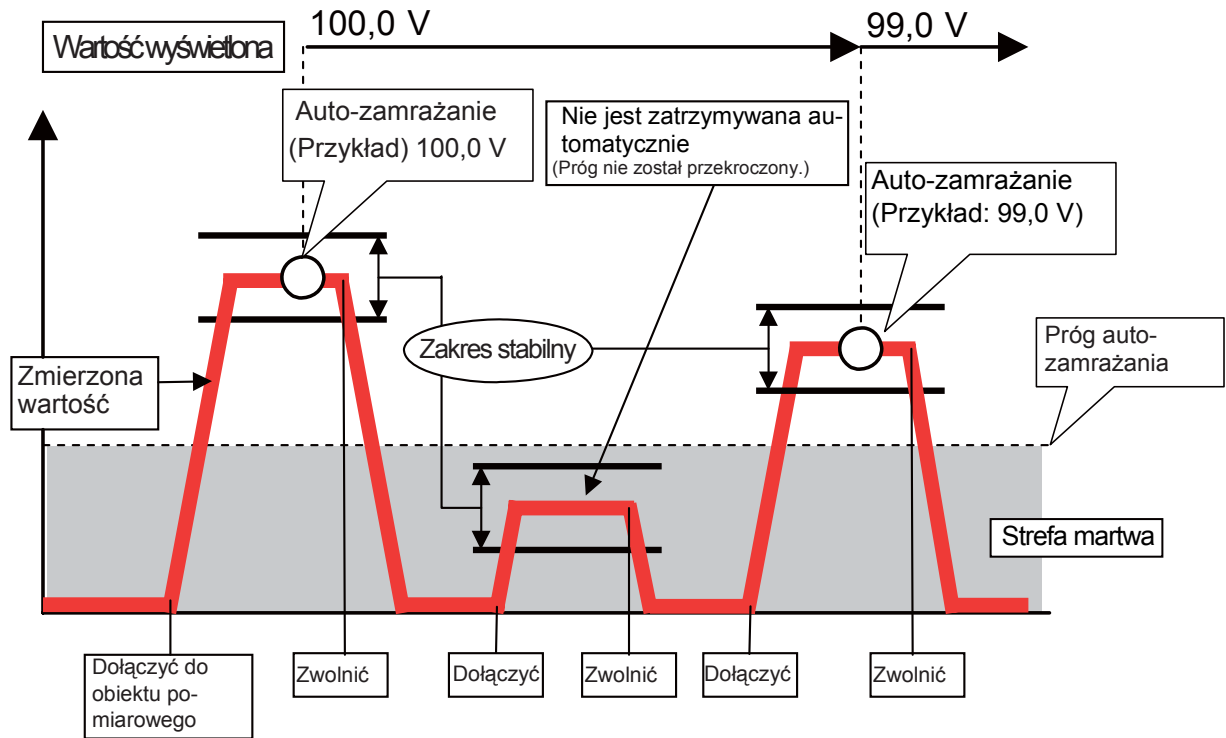 100,0 V
99,0 V
Wartość wyświetlona
Auto-zamrażanie
(Przykład) 100,0 V
Nie jest zatrzymywana au-
tomatycznie
(Próg nie został przekroczony.)
Auto-zamrażanie
(Przykład: 99,0 V)
Zakres stabilny
Próg auto-
zamrażania
Zmierzona
wartość
Strefa martwa
Dołączyć do
obiektu po-
miarowego
Zwolnić
Dołączyć
Zwolnić
Dołączyć
Zwolnić